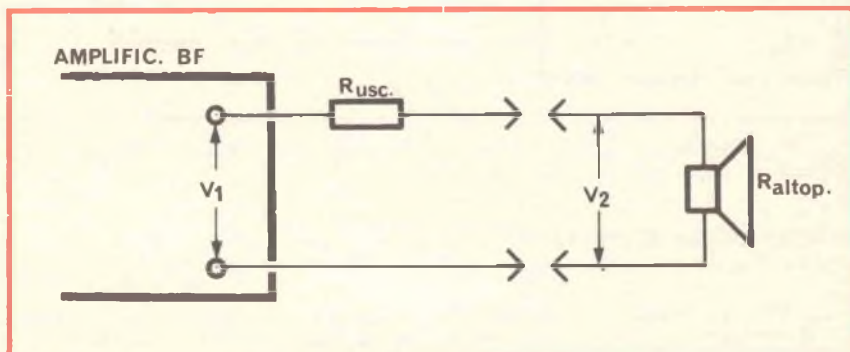 AMPLIFIC. BF
Rusc.
V1
V2
Raltop.